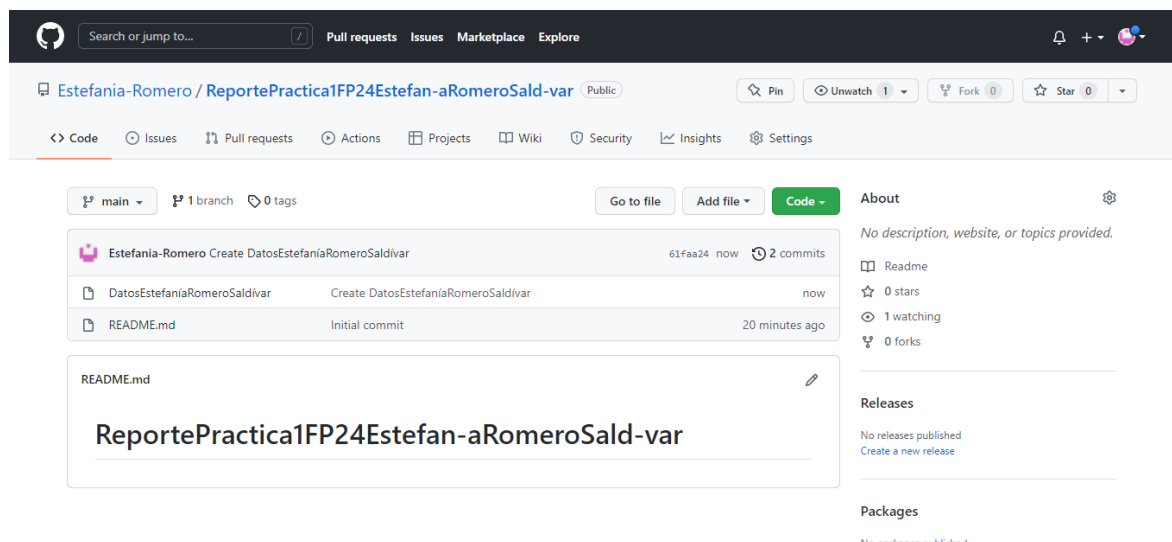 Search or jump to... / Pull requests Issues Marketplace Explore
Estefania-Romero / ReportePractica1FP24Estefan-aRomeroSald-var Public Pin Unwatch 1 Fork 0 Star 0
Code Issues Pull requests Actions Projects Wiki Security Insights Settings
main 1 branch 0 tags Go to file Add file Code
Estefania-Romero Create DatosEstefaníaRomeroSaldívar 61faa24 now 2 commits
DatosEstefaníaRomeroSaldívar Create DatosEstefaníaRomeroSaldívar now
README.md Initial commit 20 minutes ago
README.md
ReportePractica1FP24Estefan-aRomeroSald-var
About
No description, website, or topics provided.
Readme
0 stars
1 watching
0 forks
Releases
No releases published
Create a new release
Packages